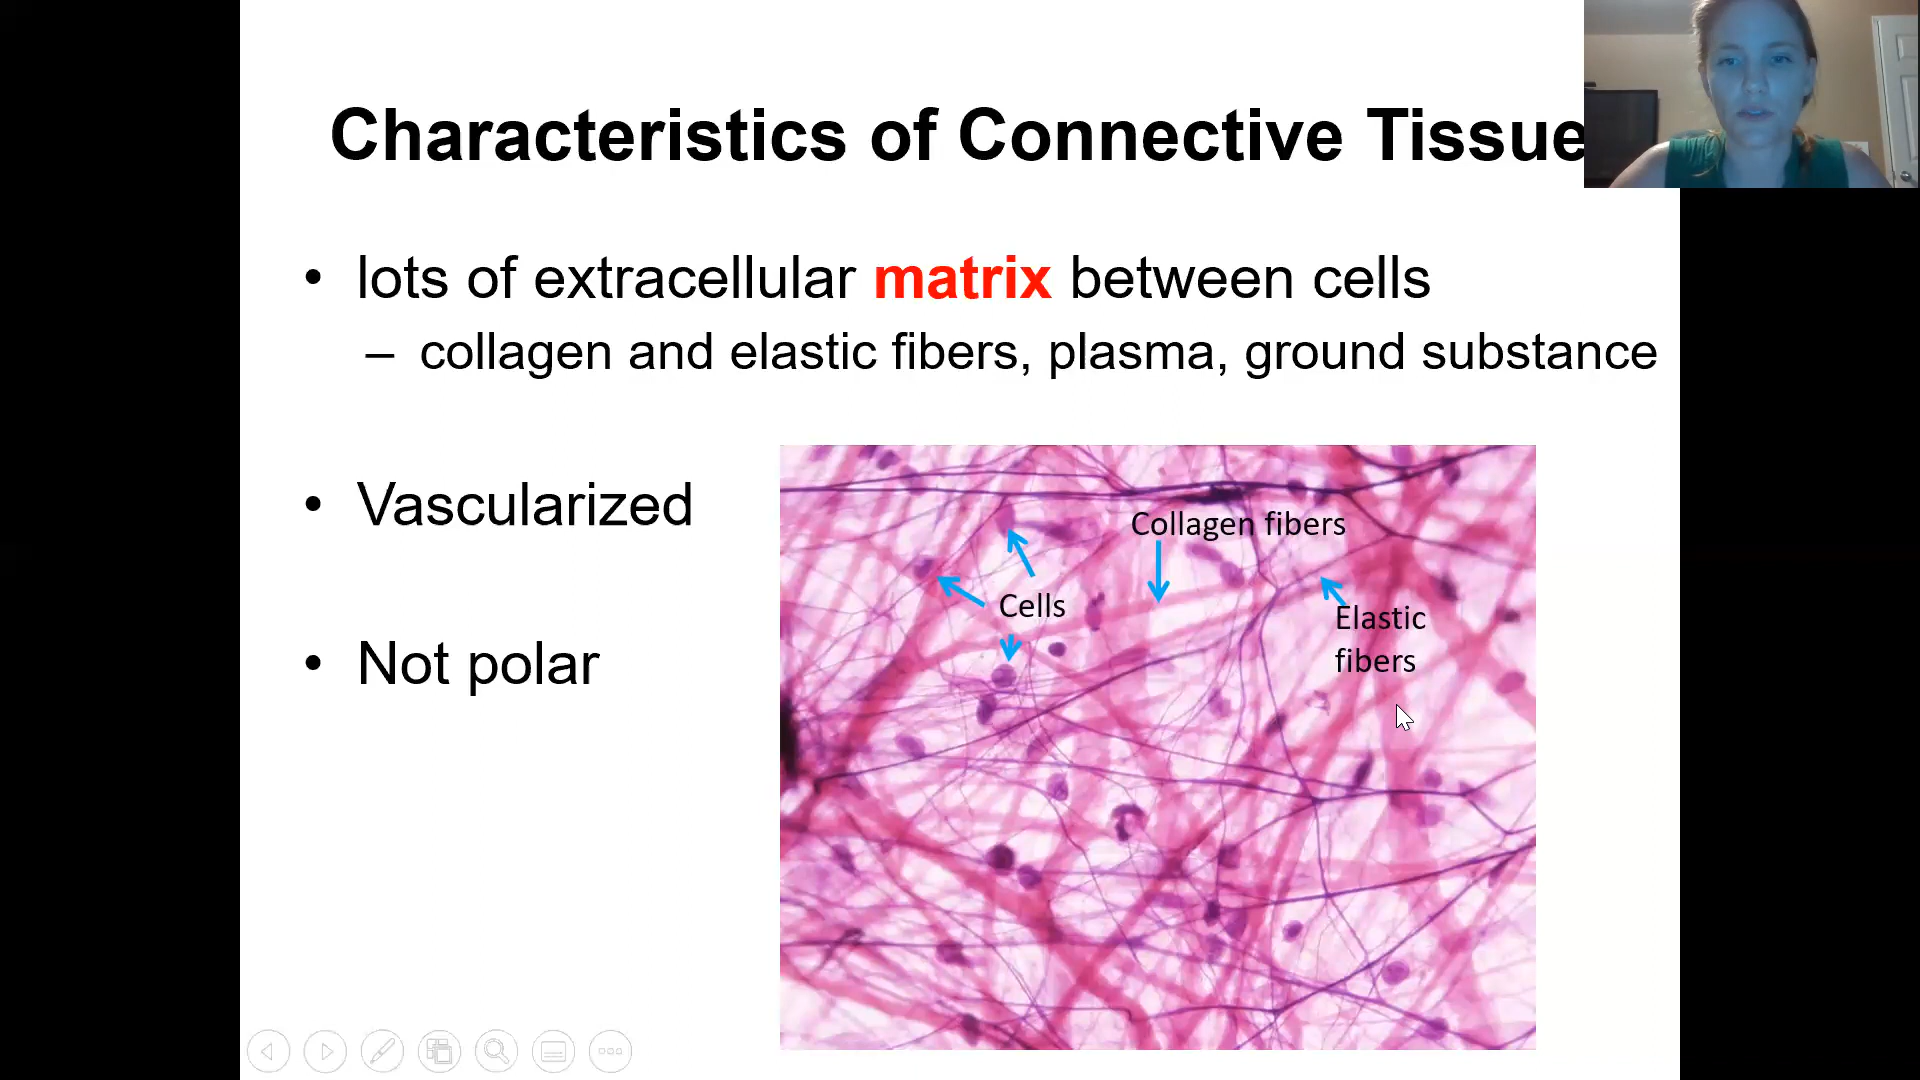 Characteristics of Connective Tissue
• lots of extracellular matrix between cells
– collagen and elastic fibers, plasma, ground substance
• Vascularized
• Not polar
Collagen fibers
Cells
Elastic
fibers